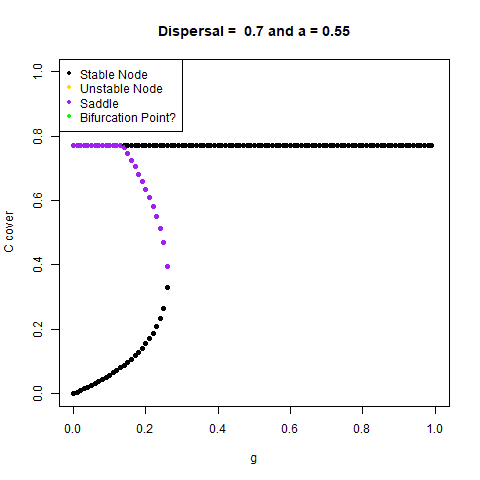 Dispersal =  0.7 and a = 0.55
Stable Node
Unstable Node
Saddle
Bifurcation Point?
1.0
0.8
0.6
0.4
0.2
0.0
C cover
0.0 0.2 0.4 0.6 0.8 1.0
g